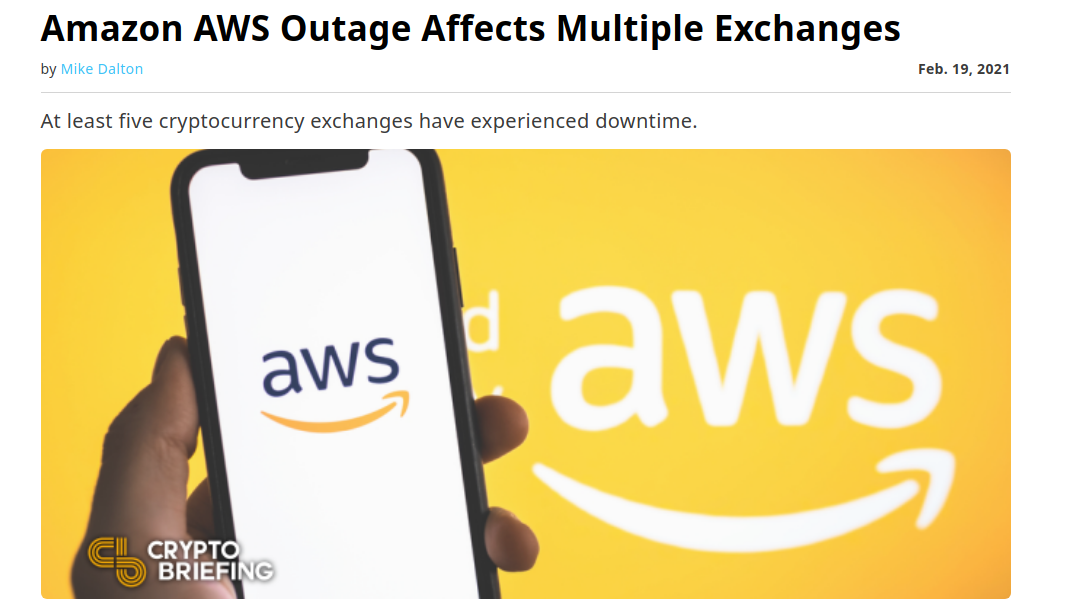 Amazon AWS Outage Affects Multiple Exchanges
by Mike Dalton
Feb. 19, 2021
At least five cryptocurrency exchanges have experienced downtime.
aws
d
aws
CRYPTO
BRIEFING